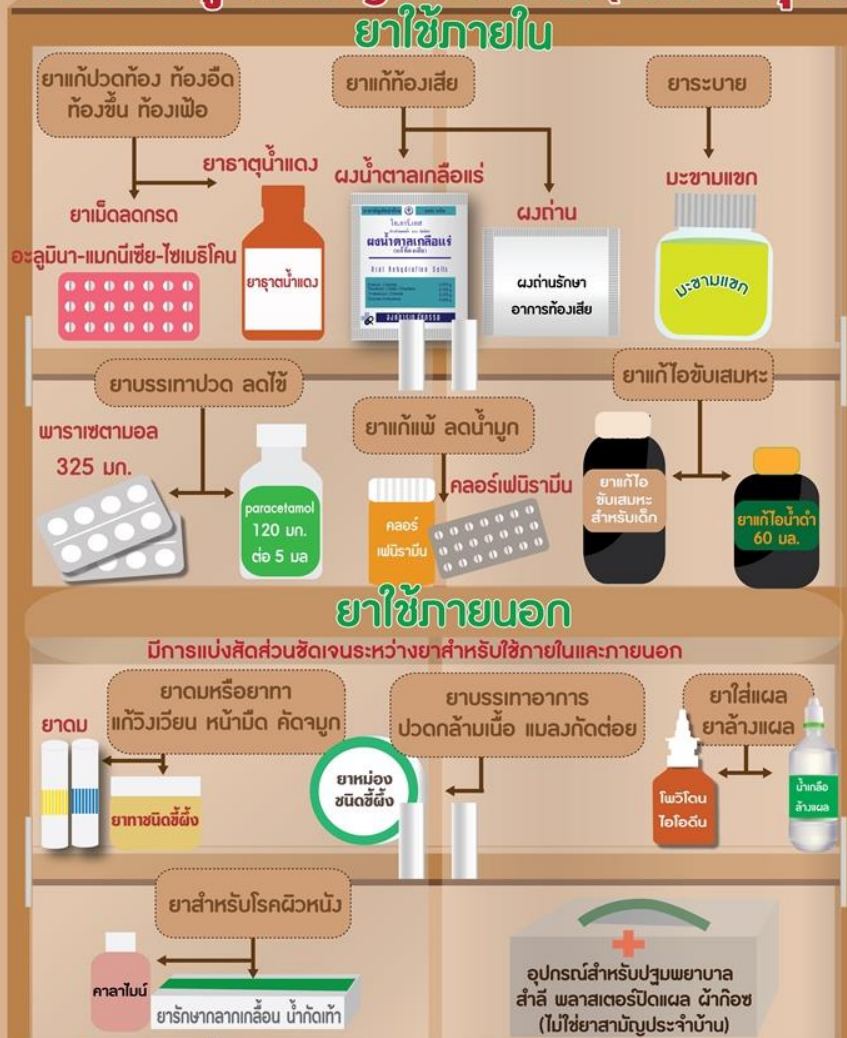 ยาใช้ภายใน
ยาแก้ปวดท้อง ท้องอืด
ท้องขึ้น ท้องเฟ้อ
ยาธาตุน้ำแดง
ยาเม็ดลดกรด
อะลูมินา-แมกนีเซีย-ไซเมธิโคน
ยาธาตุน้ำแดง
ยาแก้ท้องเสีย
ผงน้ำตาลเกลือแร่
ผงน้ำตาลเกลือแร่
Oral Rehydration Salts
ผงถ่าน
ผงถ่านรักษา
อาการท้องเสีย
ยาระบาย
มะขามแขก
มะขามแขก
ยาบรรเทาปวด ลดไข้
พาราเซตามอล
325 มก.
paracetamol
120 มก.
ต่อ 5 มล
ยาแก้แพ้ ลดน้ำมูก
คลอร์เฟนิรามีน
คลอร์
เฟนิรามีน
ยาแก้ไอขับเสมหะ
ยาแก้ไอ
ขับเสมหะ
สำหรับเด็ก
ยาแก้ไอน้ำดำ
60 มล.
ยาใช้ภายนอก
มีการแบ่งสัดส่วนชัดเจนระหว่างยาสำหรับใช้ภายในและภายนอก
ยาดมหรือยาทา
แก้วิงเวียน หน้ามืด คัดจมูก
ยาดม
ยาทาชนิดขี้ผึ้ง
ยาบรรเทาอาการ
ปวดกล้ามเนื้อ แมลงกัดต่อย
ยาหม่อง
ชนิดขี้ผึ้ง
ยาใส่แผล
ยาล้างแผล
โพวิโดน
ไอโอดีน
น้ำเกลือ
ล้างแผล
ยาสำหรับโรคผิวหนัง
คาลาไมน์
ยารักษากลากเกลื้อน น้ำกัดเท้า
อุปกรณ์สำหรับปฐมพยาบาล
สำลี พลาสเตอร์ปิดแผล ผ้าก๊อซ
(ไม่ใช่ยาสามัญประจำบ้าน)